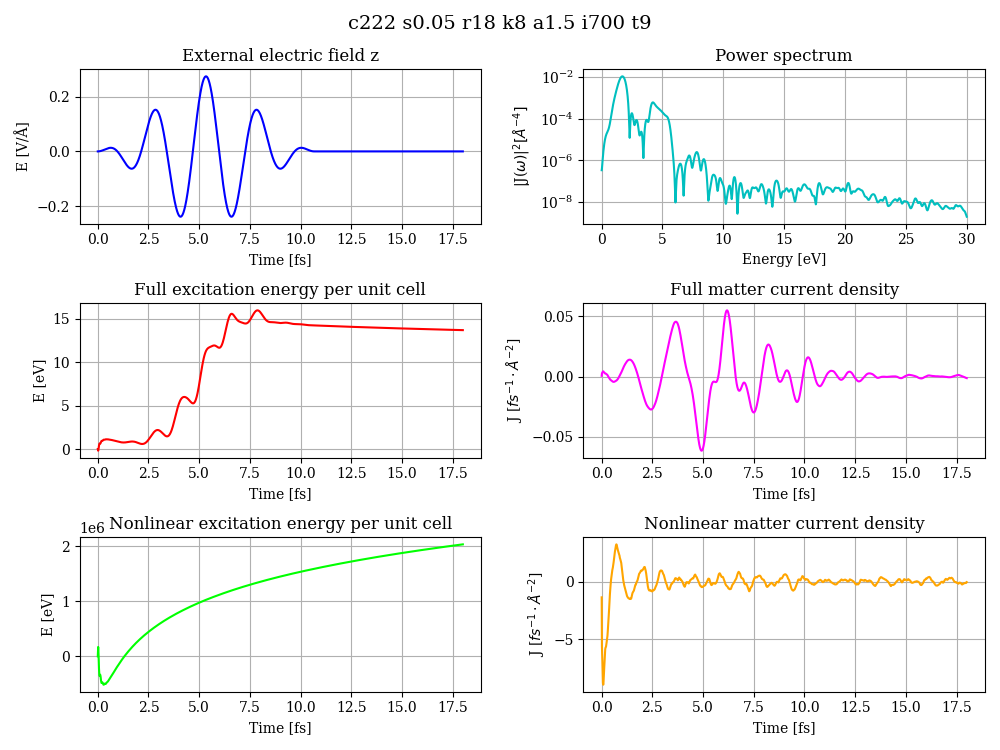 c222 s0.05 r18 k8 a1.5 i700 t9
External electric field z
E [V/Å]
0.2
0.0
−0.2
0.0 2.5 5.0 7.5 10.0 12.5 15.0 17.5
Time [fs]
Power spectrum
|J(ω)|²[Å⁻⁴]
10⁻²
10⁻⁴
10⁻⁶
10⁻⁸
0 5 10 15 20 25 30
Energy [eV]
Full excitation energy per unit cell
E [eV]
15
10
5
0
0.0 2.5 5.0 7.5 10.0 12.5 15.0 17.5
Time [fs]
Full matter current density
J [fs⁻¹ · Å⁻²]
0.05
0.00
−0.05
0.0 2.5 5.0 7.5 10.0 12.5 15.0 17.5
Time [fs]
1e6 Nonlinear excitation energy per unit cell
E [eV]
2
1
0
0.0 2.5 5.0 7.5 10.0 12.5 15.0 17.5
Time [fs]
Nonlinear matter current density
J [fs⁻¹ · Å⁻²]
0
−5
0.0 2.5 5.0 7.5 10.0 12.5 15.0 17.5
Time [fs]